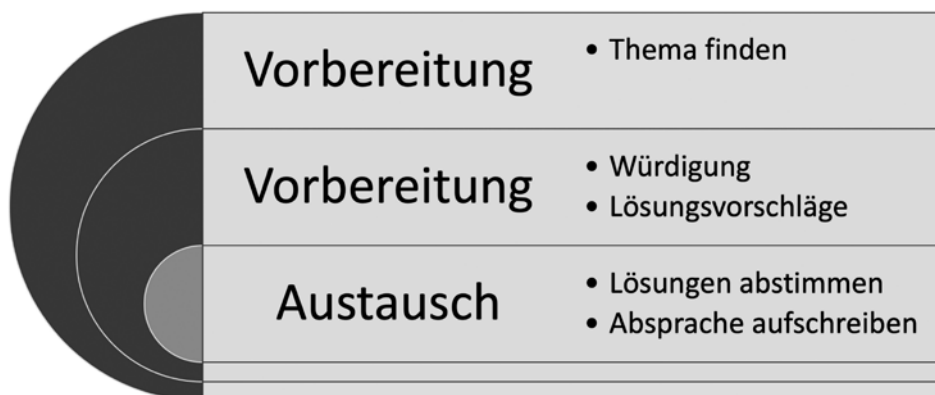 Vorbereitung
• Thema finden
Vorbereitung
• Würdigung
• Lösungsvorschläge
Austausch
• Lösungen abstimmen
• Absprache aufschreiben